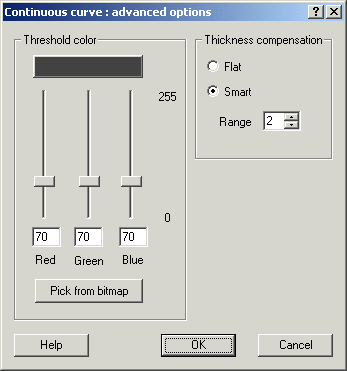 Continuous curve : advanced options
Threshold color
255
0
70 70 70
Red Green Blue
Pick from bitmap
Thickness compensation
Flat
Smart
Range 2
Help OK Cancel